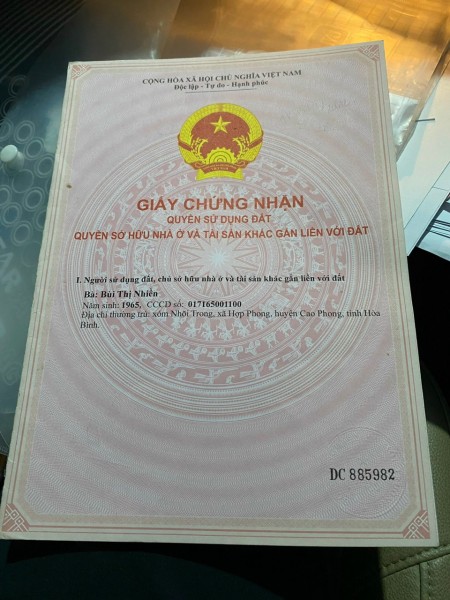 CỘNG HÒA XÃ HỘI CHỦ NGHĨA VIỆT NAM
Độc lập - Tự do - Hạnh phúc
GIẤY CHỨNG NHẬN
QUYỀN SỬ DỤNG ĐẤT
QUYỀN SỞ HỮU NHÀ Ở VÀ TÀI SẢN KHÁC GẮN LIỀN VỚI ĐẤT
I. Người sử dụng đất, chủ sở hữu nhà ở và tài sản khác gắn liền với đất
Bà: Bùi Thị Nhiên
Năm sinh: 1965, CCCD số: 017165001100
Địa chỉ thường trú: xóm Nhõi Trong, xã Hợp Phong, huyện Cao Phong, tỉnh Hòa
Bình.
DC 885982